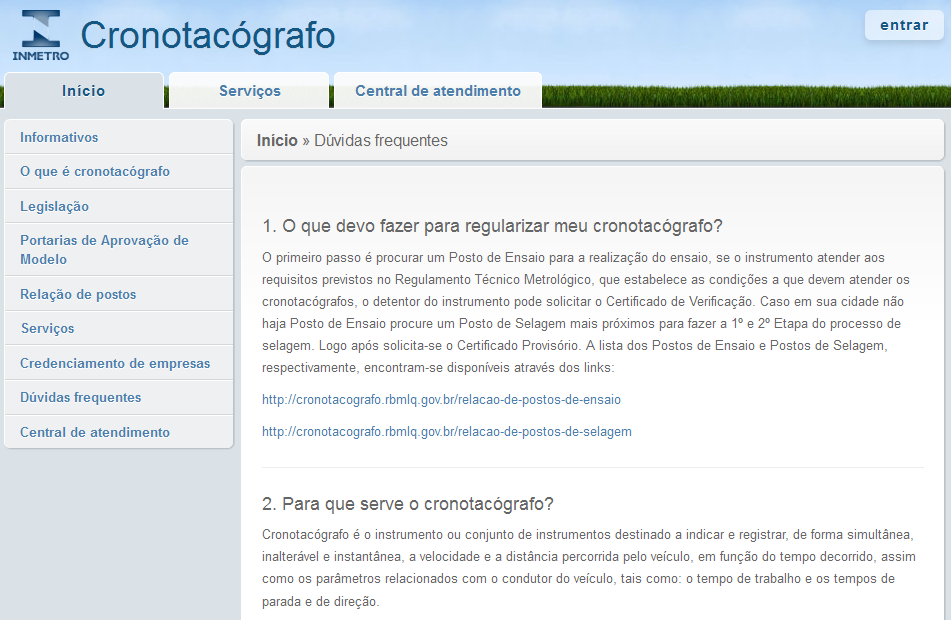 INMETRO
Cronotacógrafo
entrar
Início
Serviços
Central de atendimento
Informativos
O que é cronotacógrafo
Legislação
Portarias de Aprovação de
Modelo
Relação de postos
Serviços
Credenciamento de empresas
Dúvidas frequentes
Central de atendimento
Início » Dúvidas frequentes
1. O que devo fazer para regularizar meu cronotacógrafo?
O primeiro passo é procurar um Posto de Ensaio para a realização do ensaio, se o instrumento atender aos
requisitos previstos no Regulamento Técnico Metrológico, que estabelece as condições a que devem atender os
cronotacógrafos, o detentor do instrumento pode solicitar o Certificado de Verificação. Caso em sua cidade não
haja Posto de Ensaio procure um Posto de Selagem mais próximos para fazer a 1º e 2º Etapa do processo de
selagem. Logo após solicita-se o Certificado Provisório. A lista dos Postos de Ensaio e Postos de Selagem,
respectivamente, encontram-se disponíveis através dos links:
http://cronotacografo.rbmlq.gov.br/relacao-de-postos-de-ensaio
http://cronotacografo.rbmlq.gov.br/relacao-de-postos-de-selagem
2. Para que serve o cronotacógrafo?
Cronotacógrafo é o instrumento ou conjunto de instrumentos destinado a indicar e registrar, de forma simultânea,
inalterável e instantânea, a velocidade e a distância percorrida pelo veículo, em função do tempo decorrido, assim
como os parâmetros relacionados com o condutor do veículo, tais como: o tempo de trabalho e os tempos de
parada e de direção.